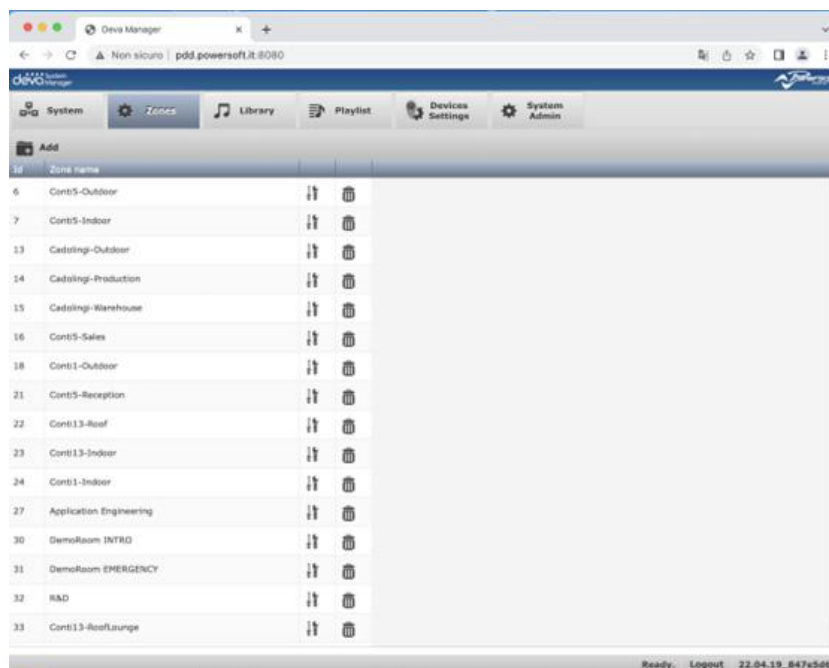 Deva Manager
Non sicuro pdd.powersoft.it:8080
deva System Manager
System Zones Library Playlist Devices Settings System Admin
Add
Id Zone name
6 Conti5-Outdoor
7 Conti5-Indoor
13 Cadolingi-Outdoor
14 Cadolingi-Production
15 Cadolingi-Warehouse
16 Conti5-Sales
18 Conti1-Outdoor
21 Conti5-Reception
22 Conti13-Roof
23 Conti13-Indoor
24 Conti1-Indoor
27 Application Engineering
30 DemoRoom INTRO
31 DemoRoom EMERGENCY
32 R&D
33 Conti13-RoofLounge
Ready. Logout